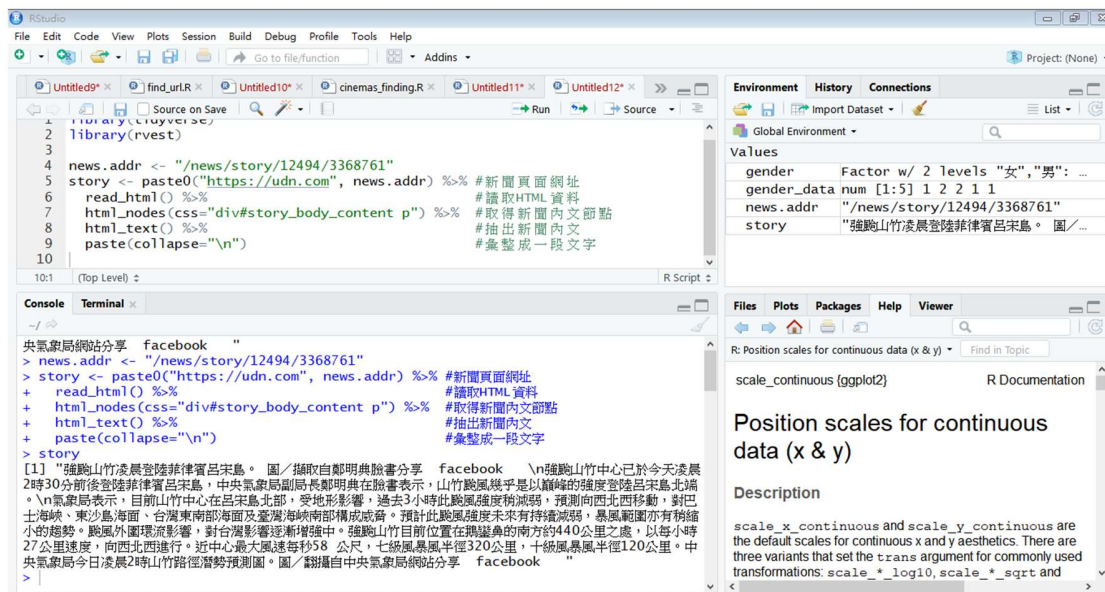 RStudio
File Edit Code View Plots Session Build Debug Profile Tools Help
Go to file/function
Addins
Project: (None)
Untitled9*
find_url.R
Untitled10*
cinemas_finding.R
Untitled11*
Untitled12*
Source on Save
Run
Source
1 library(tidyverse)
2 library(rvest)
3
4 news.addr <- "/news/story/12494/3368761"
5 story <- paste0("https://udn.com", news.addr) %>% #新聞頁面網址
6 read_html() %>% #讀取HTML資料
7 html_nodes(css="div#story_body_content p") %>% #取得新聞內文節點
8 html_text() %>% #抽出新聞內文
9 paste(collapse="\n") #彙整成一段文字
10
10:1 (Top Level) R Script
Console Terminal
~/
央氣象局網站分享 facebook "
> news.addr <- "/news/story/12494/3368761"
> story <- paste0("https://udn.com", news.addr) %>% #新聞頁面網址
+ read_html() %>% #讀取HTML資料
+ html_nodes(css="div#story_body_content p") %>% #取得新聞內文節點
+ html_text() %>% #抽出新聞內文
+ paste(collapse="\n") #彙整成一段文字
> story
[1] "強颱山竹凌晨登陸菲律賓呂宋島。 圖／擷取自鄭明典臉書分享 facebook \n強颱山竹中心已於今天凌晨
2時30分前後登陸菲律賓呂宋島，中央氣象局副局長鄭明典在臉書表示，山竹颱風幾乎是以巔峰的強度登陸呂宋島北端
。\n氣象局表示，目前山竹中心在呂宋島北部，受地形影響，過去3小時此颱風強度稍減弱，預測向西北西移動，對巴
士海峽、東沙島海面、台灣東南部海面及臺灣海峽南部構成威脅。預計此颱風強度未來有持續減弱，暴風範圍亦有稍縮
小的趨勢。颱風外圍環流影響，對台灣影響逐漸增強中。強颱山竹目前位置在鵝鑾鼻的南方約440公里之處，以每小時
27公里速度，向西北西進行。近中心最大風速每秒58 公尺，七級風暴風半徑320公里，十級風暴風半徑120公里。中
央氣象局今日凌晨2時山竹路徑潛勢預測圖。圖／翻攝自中央氣象局網站分享 facebook "
>
Environment History Connections
Import Dataset
List
Global Environment
Values
gender Factor w/ 2 levels "女","男": …
gender_data num [1:5] 1 2 2 1 1
news.addr "/news/story/12494/3368761"
story "強颱山竹凌晨登陸菲律賓呂宋島。 圖／…
Files Plots Packages Help Viewer
R: Position scales for continuous data (x & y)
Find in Topic
scale_continuous {ggplot2} R Documentation
Position scales for continuous
data (x & y)
Description
scale_x_continuous and scale_y_continuous are
the default scales for continuous x and y aesthetics. There are
three variants that set the trans argument for commonly used
transformations: scale_*_log10, scale_*_sqrt and